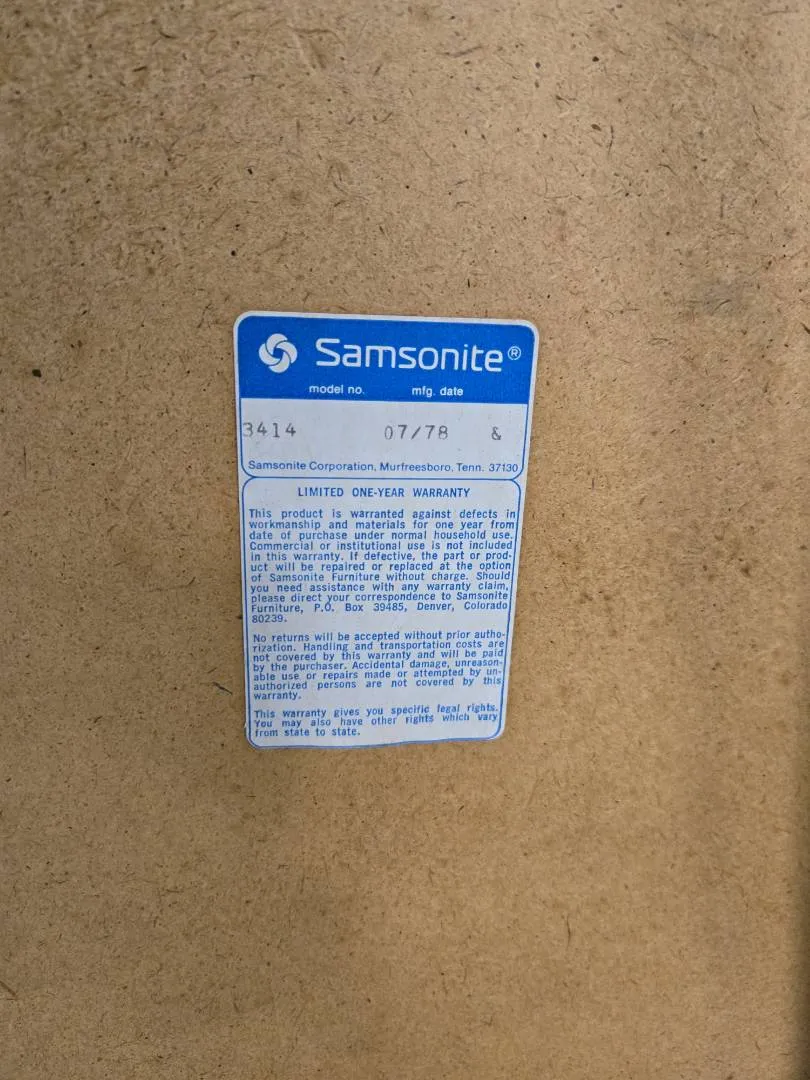 Samsonite®
model no. mfg. date
3414 07/78 &
Samsonite Corporation, Murfreesboro, Tenn. 37130
LIMITED ONE-YEAR WARRANTY
This product is warranted against defects in
workmanship and materials for one year from
date of purchase under normal household use.
Commercial or institutional use is not included
in this warranty. If defective, the part or prod-
uct will be repaired or replaced at the option
of Samsonite Furniture without charge. Should
you need assistance with any warranty claim,
please direct your correspondence to Samsonite
Furniture, P.O. Box 39485, Denver, Colorado
80239.
No returns will be accepted without prior autho-
rization. Handling and transportation costs are
not covered by this warranty and will be paid
by the purchaser. Accidental damage, unreason-
able use or repairs made or attempted by un-
authorized persons are not covered by this
warranty.
This warranty gives you specific legal rights.
You may also have other rights which vary
from state to state.